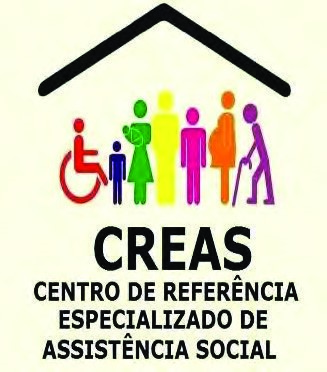 CREAS
CENTRO DE REFERÊNCIA
ESPECIALIZADO DE
ASSISTÊNCIA SOCIAL